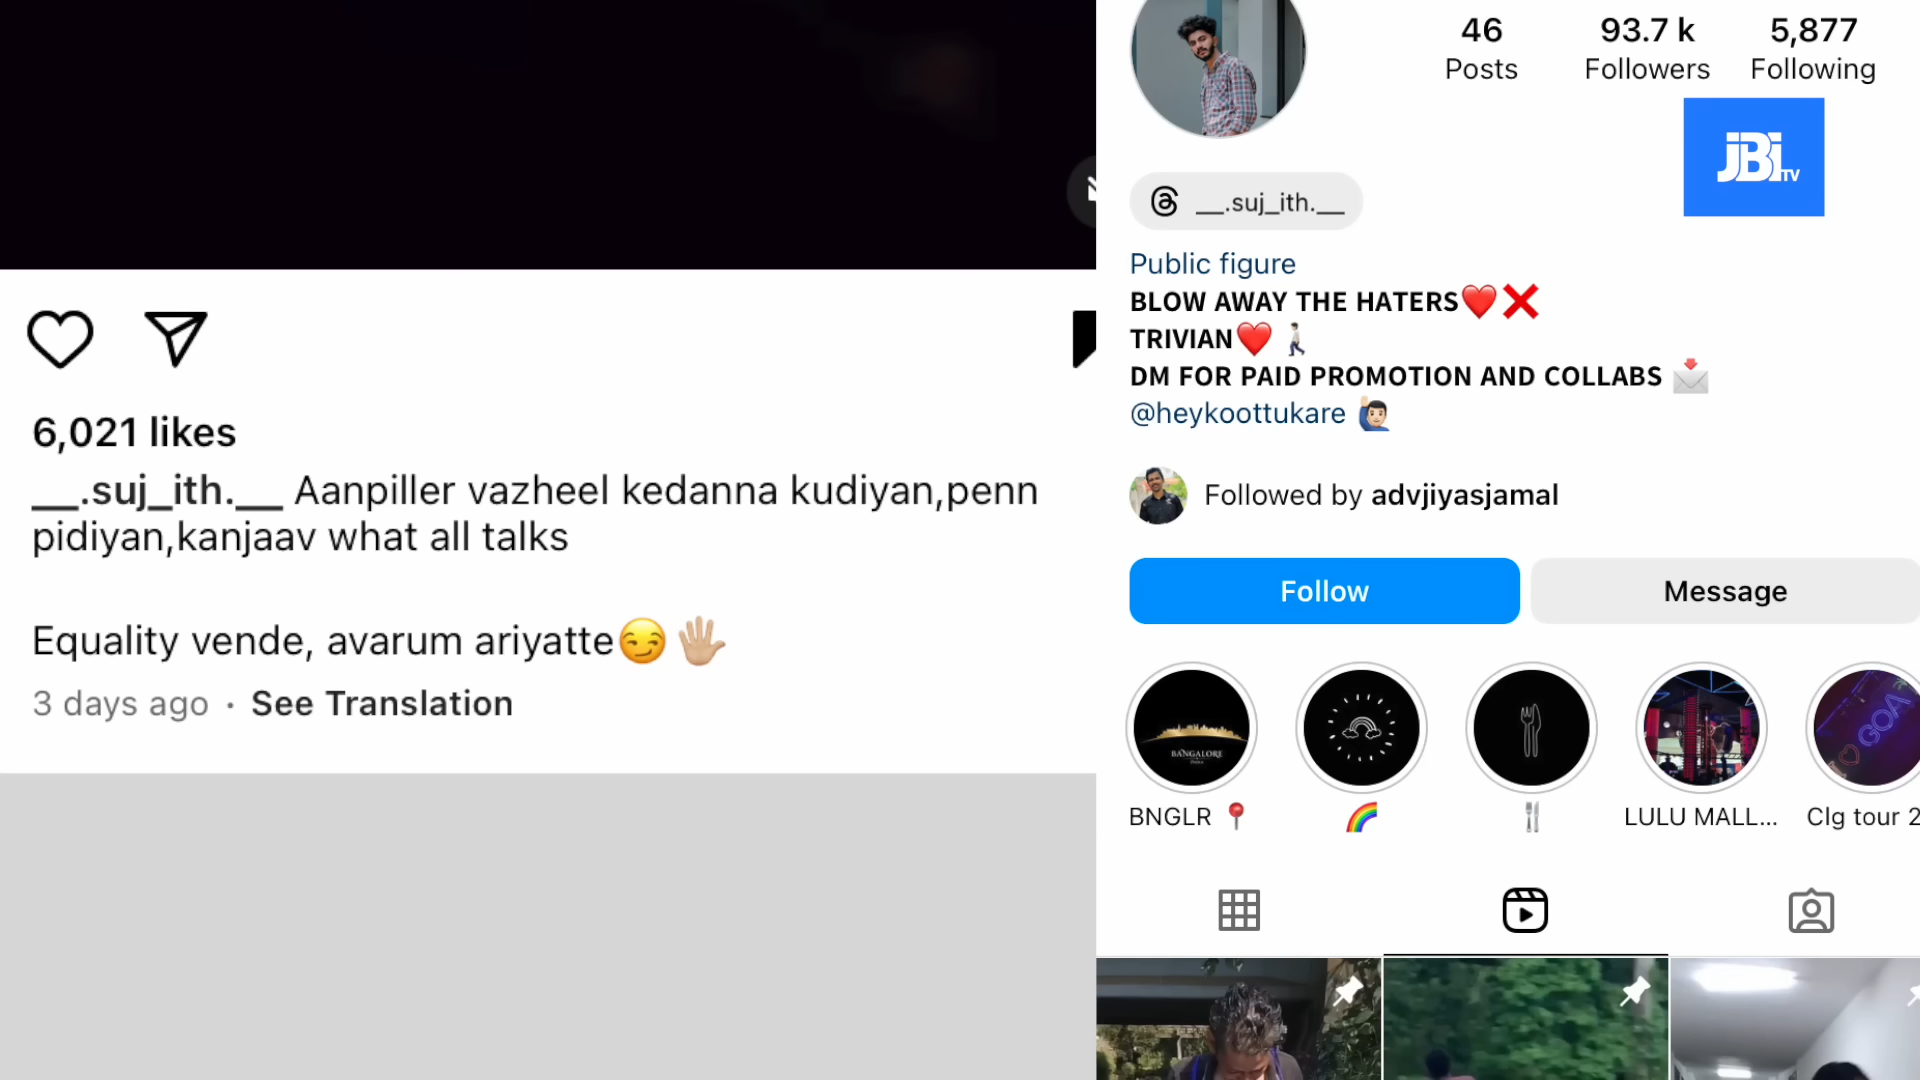 6,021 likes
__.suj_ith.__ Aanpiller vazheel kedanna kudiyan,penn
pidiyan,kanjaav what all talks
Equality vende, avarum ariyatte😏🖐🏼
3 days ago · See Translation
46
Posts
93.7 k
Followers
5,877
Following
JBI TV
__.suj_ith.__
Public figure
BLOW AWAY THE HATERS❤️❌
TRIVIAN❤️🚶🏻
DM FOR PAID PROMOTION AND COLLABS 📩
@heykoottukare 🙋🏻‍♂️
Followed by advjiyasjamal
Follow
Message
BANGALORE
GOA
BNGLR 📍
🌈
🍴
LULU MALL...
Clg tour 2